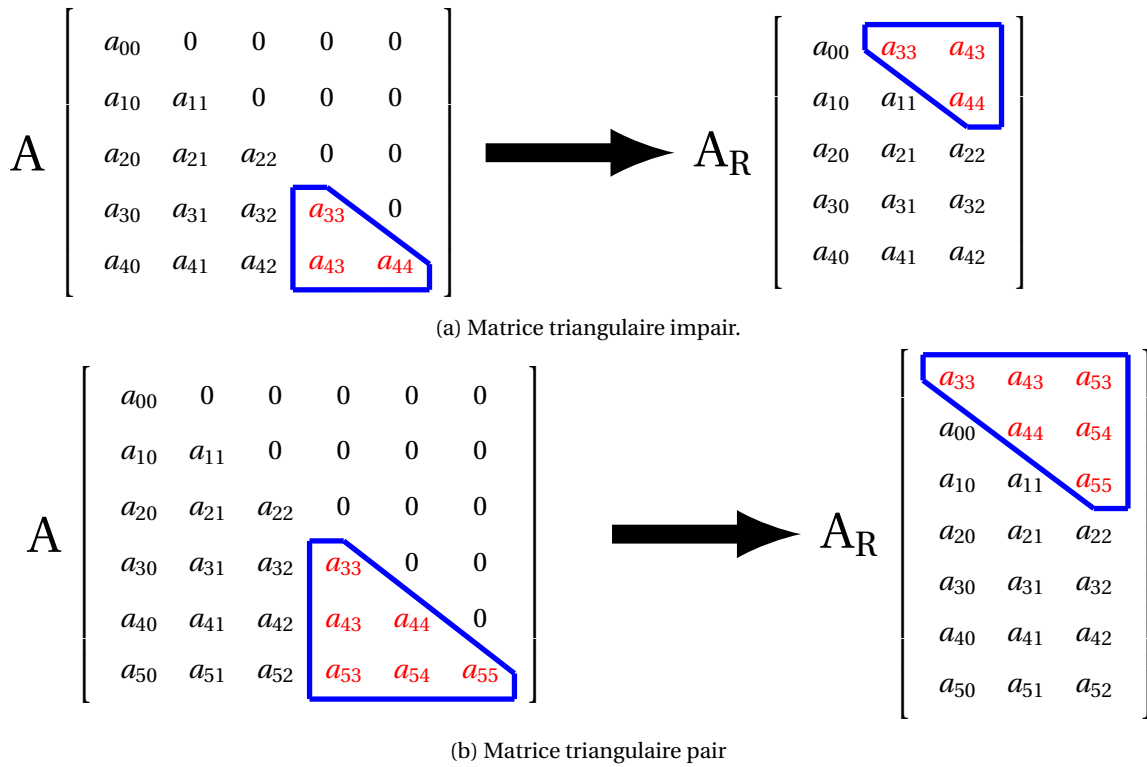 a00 0 0 0 0
a10 a11 0 0 0
A a20 a21 a22 0 0
a30 a31 a32 a33 0
a40 a41 a42 a43 a44
a00 a33 a43
a10 a11 a44
AR a20 a21 a22
a30 a31 a32
a40 a41 a42
(a) Matrice triangulaire impair.
a00 0 0 0 0 0
a10 a11 0 0 0 0
a20 a21 a22 0 0 0
A a30 a31 a32 a33 0 0
a40 a41 a42 a43 a44 0
a50 a51 a52 a53 a54 a55
a33 a43 a53
a00 a44 a54
a10 a11 a55
AR a20 a21 a22
a30 a31 a32
a40 a41 a42
a50 a51 a52
(b) Matrice triangulaire pair